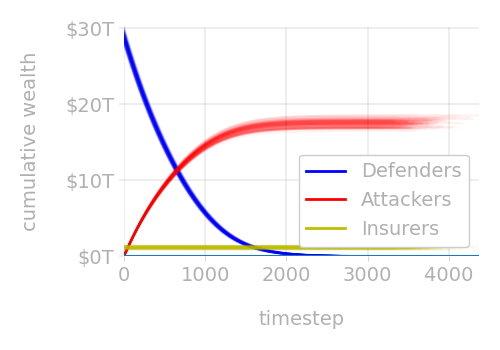 $30T
$20T
$10T
$0T
cumulative wealth
Defenders
Attackers
Insurers
0 1000 2000 3000 4000
timestep